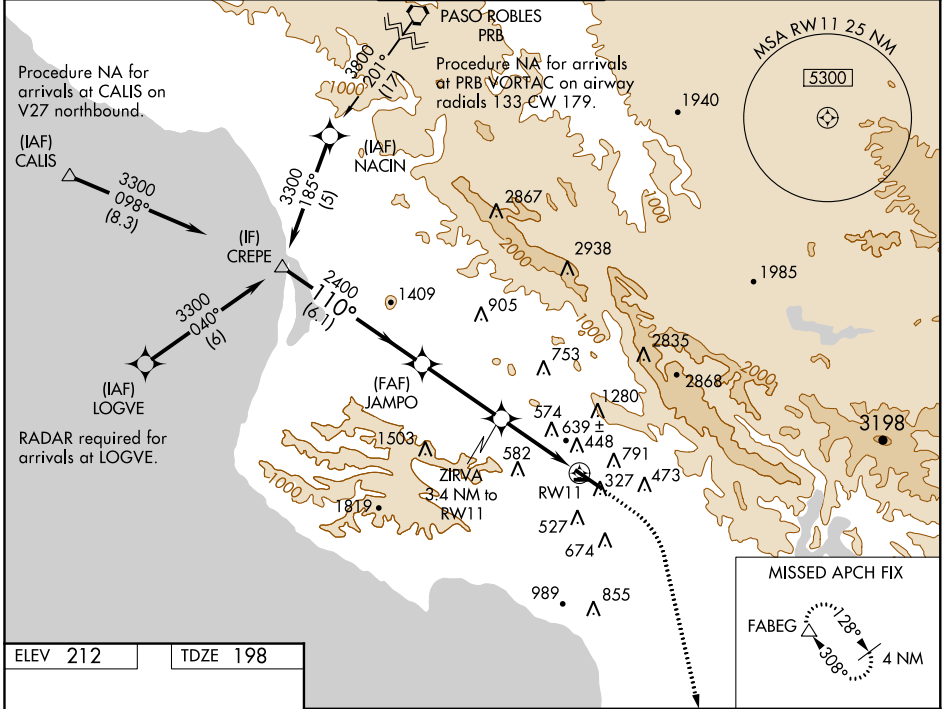 PASO ROBLES
PRB
MSA RW11 25 NM
5300
3800
201°
(17)
1000
Procedure NA for
arrivals at CALIS on
V27 northbound.
Procedure NA for arrivals
at PRB VORTAC on airway
radials 133 CW 179.
1940
(IAF)
CALIS
(IAF)
NACIN
3300
098°
(8.3)
3300
185°
(5)
1000
2867
2000
2938
(IF)
CREPE
2400
110°
(6.1)
1409
905
1985
3300
040°
(6)
1000
753
2835
2868
2000
(IAF)
LOGVE
(FAF)
JAMPO
1280
574
639 ±
448
3198
RADAR required for
arrivals at LOGVE.
1503
582
791
ZIRVA
3.4 NM to
RW11
RW11
327
473
1000
1819
527
674
989
855
MISSED APCH FIX
FABEG
128°
308°
4 NM
ELEV 212
TDZE 198